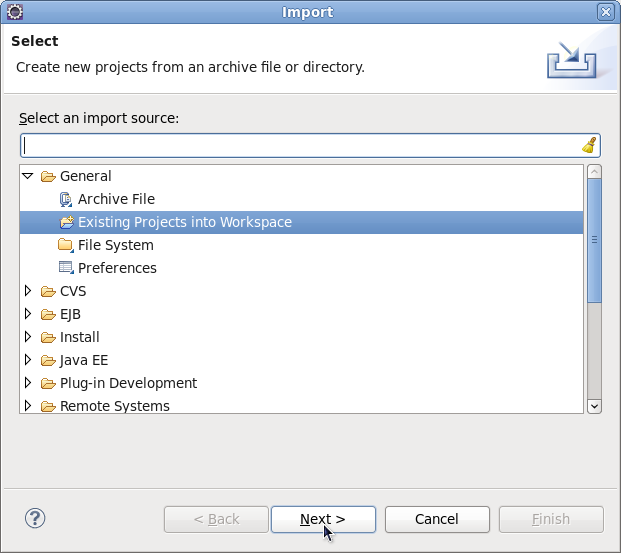 Import
Select
Create new projects from an archive file or directory.
Select an import source:
General
Archive File
Existing Projects into Workspace
File System
Preferences
CVS
EJB
Install
Java EE
Plug-in Development
Remote Systems
?
< Back
Next >
Cancel
Finish